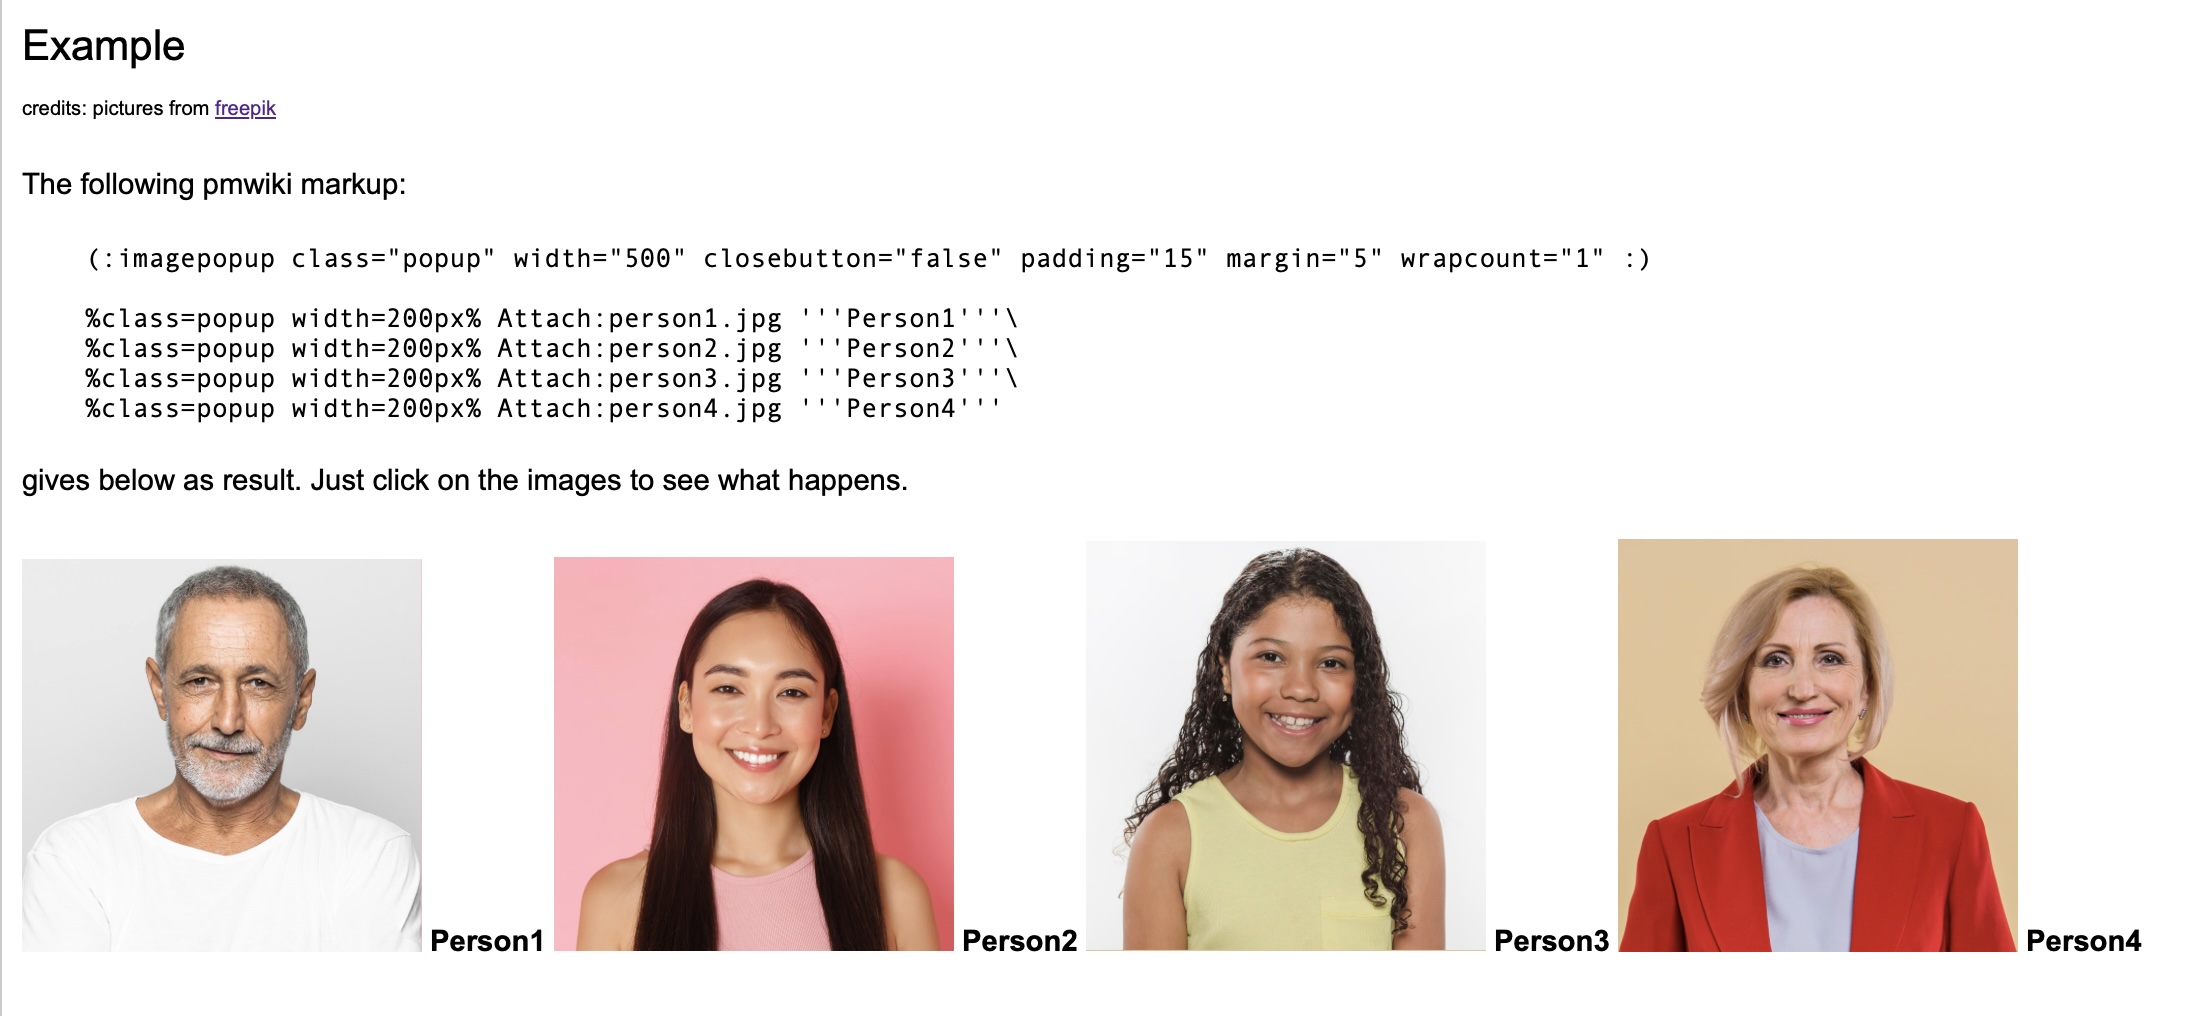 Example
credits: pictures from freepik
The following pmwiki markup:
(:imagepopup class="popup" width="500" closebutton="false" padding="15" margin="5" wrapcount="1" :)
%class=popup width=200px% Attach:person1.jpg '''Person1'''\
%class=popup width=200px% Attach:person2.jpg '''Person2'''\
%class=popup width=200px% Attach:person3.jpg '''Person3'''\
%class=popup width=200px% Attach:person4.jpg '''Person4'''
gives below as result. Just click on the images to see what happens.
Person1 Person2 Person3 Person4